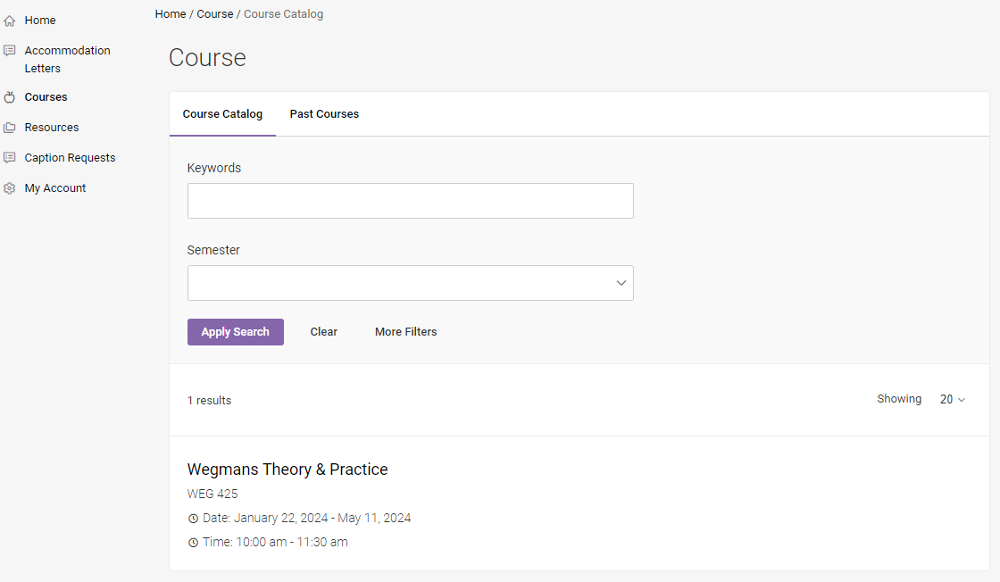 Home
Accommodation
Letters
Courses
Resources
Caption Requests
My Account
Home / Course / Course Catalog
Course
Course Catalog Past Courses
Keywords
Semester
Apply Search Clear More Filters
1 results Showing 20
Wegmans Theory & Practice
WEG 425
Date: January 22, 2024 - May 11, 2024
Time: 10:00 am - 11:30 am